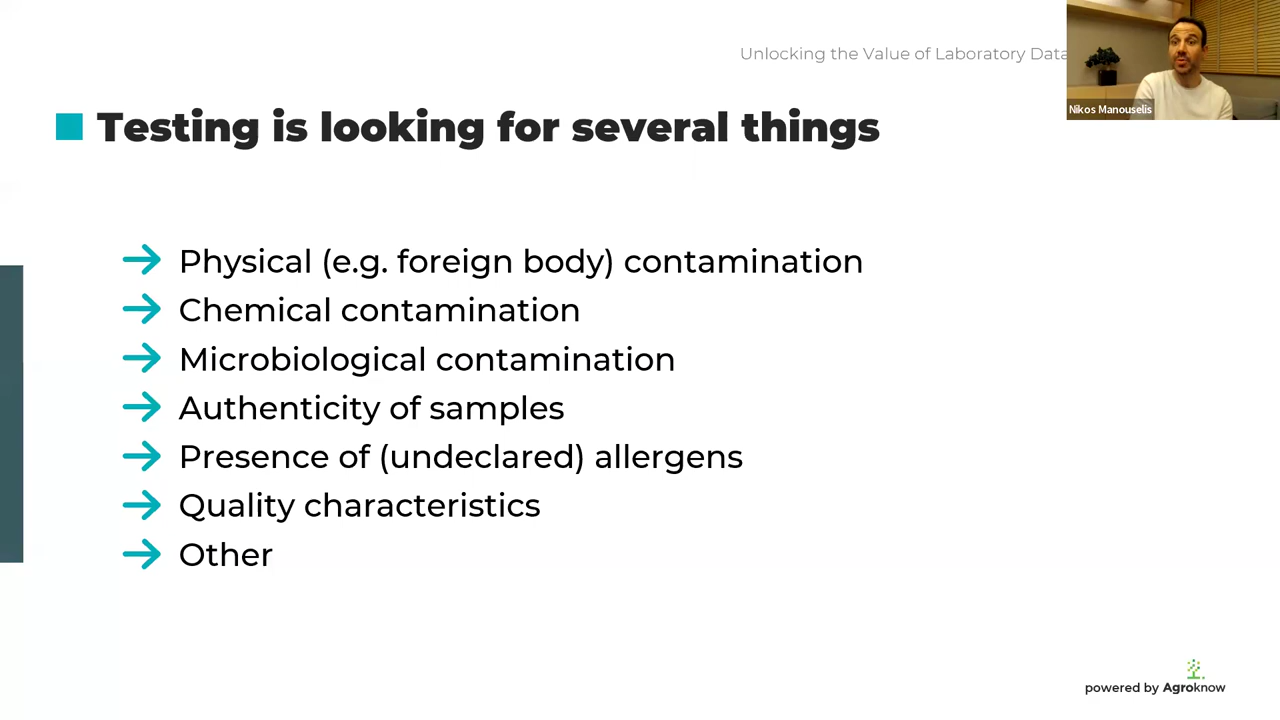 Unlocking the Value of Laboratory Data
Nikos Manouselis
Testing is looking for several things
Physical (e.g. foreign body) contamination
Chemical contamination
Microbiological contamination
Authenticity of samples
Presence of (undeclared) allergens
Quality characteristics
Other
powered by Agroknow